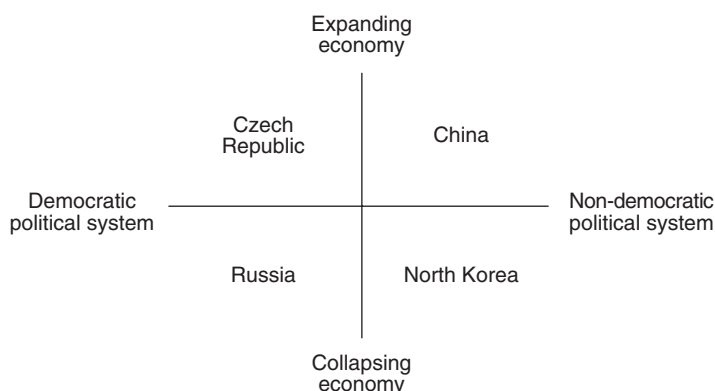 Expanding
economy
Czech
Republic
China
Democratic
political system
Non-democratic
political system
Russia
North Korea
Collapsing
economy